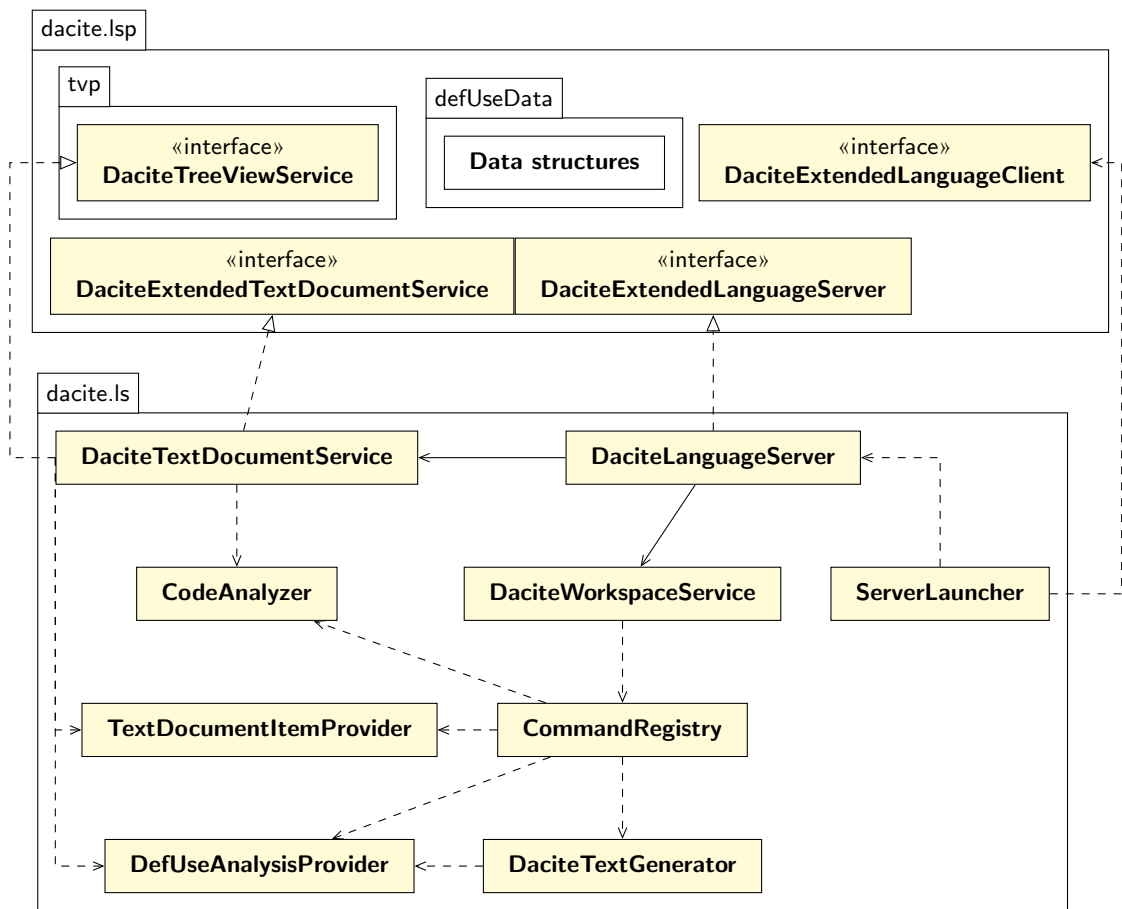 dacite.lsp
tvp
defUseData
«interface»
DaciteTreeViewService
Data structures
«interface»
DaciteExtendedLanguageClient
«interface»
DaciteExtendedTextDocumentService
«interface»
DaciteExtendedLanguageServer
dacite.ls
DaciteTextDocumentService
DaciteLanguageServer
CodeAnalyzer
DaciteWorkspaceService
ServerLauncher
TextDocumentItemProvider
CommandRegistry
DefUseAnalysisProvider
DaciteTextGenerator